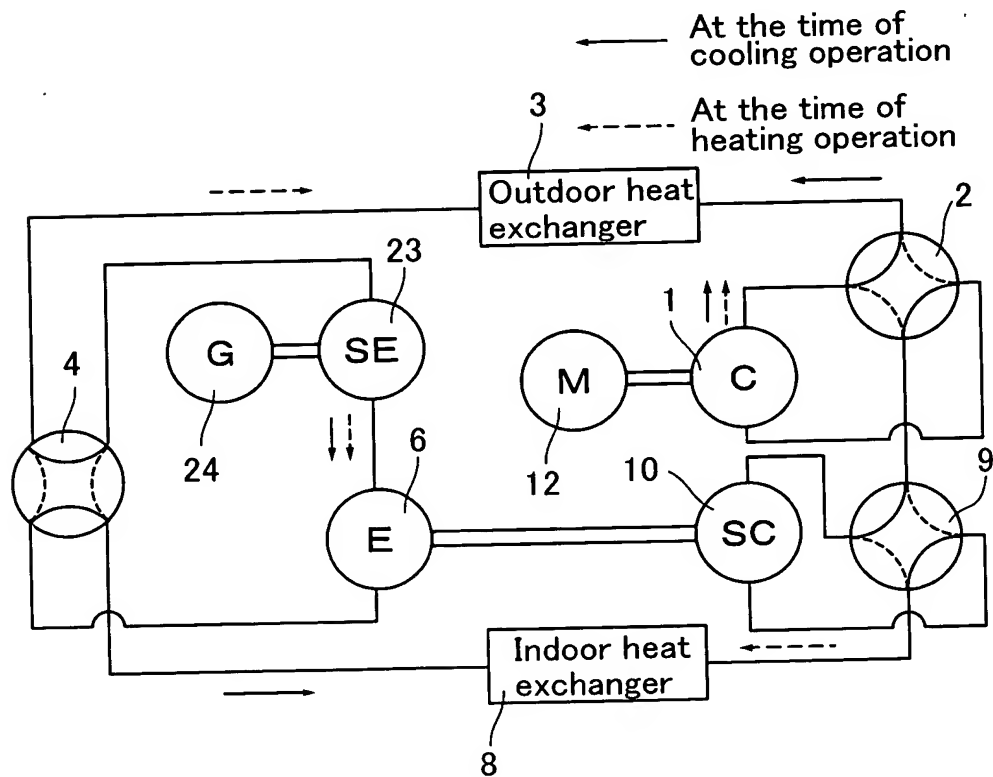 At the time of
cooling operation
At the time of
heating operation
3
Outdoor heat
exchanger
2
23
1
G
SE
M
C
4
24
6
12
10
9
E
SC
Indoor heat
exchanger
8